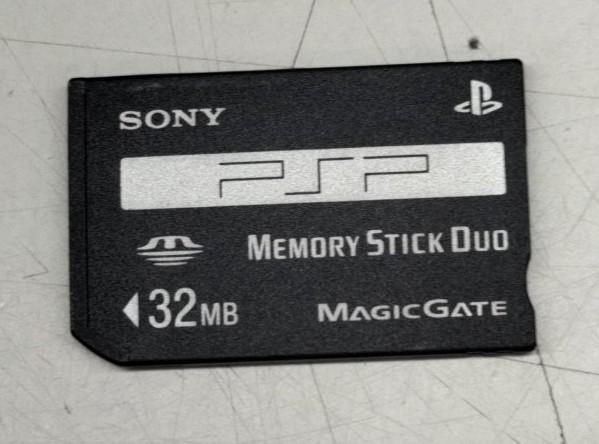 SONY
PSP
MEMORY STICK DUO
32MB
MAGICGATE